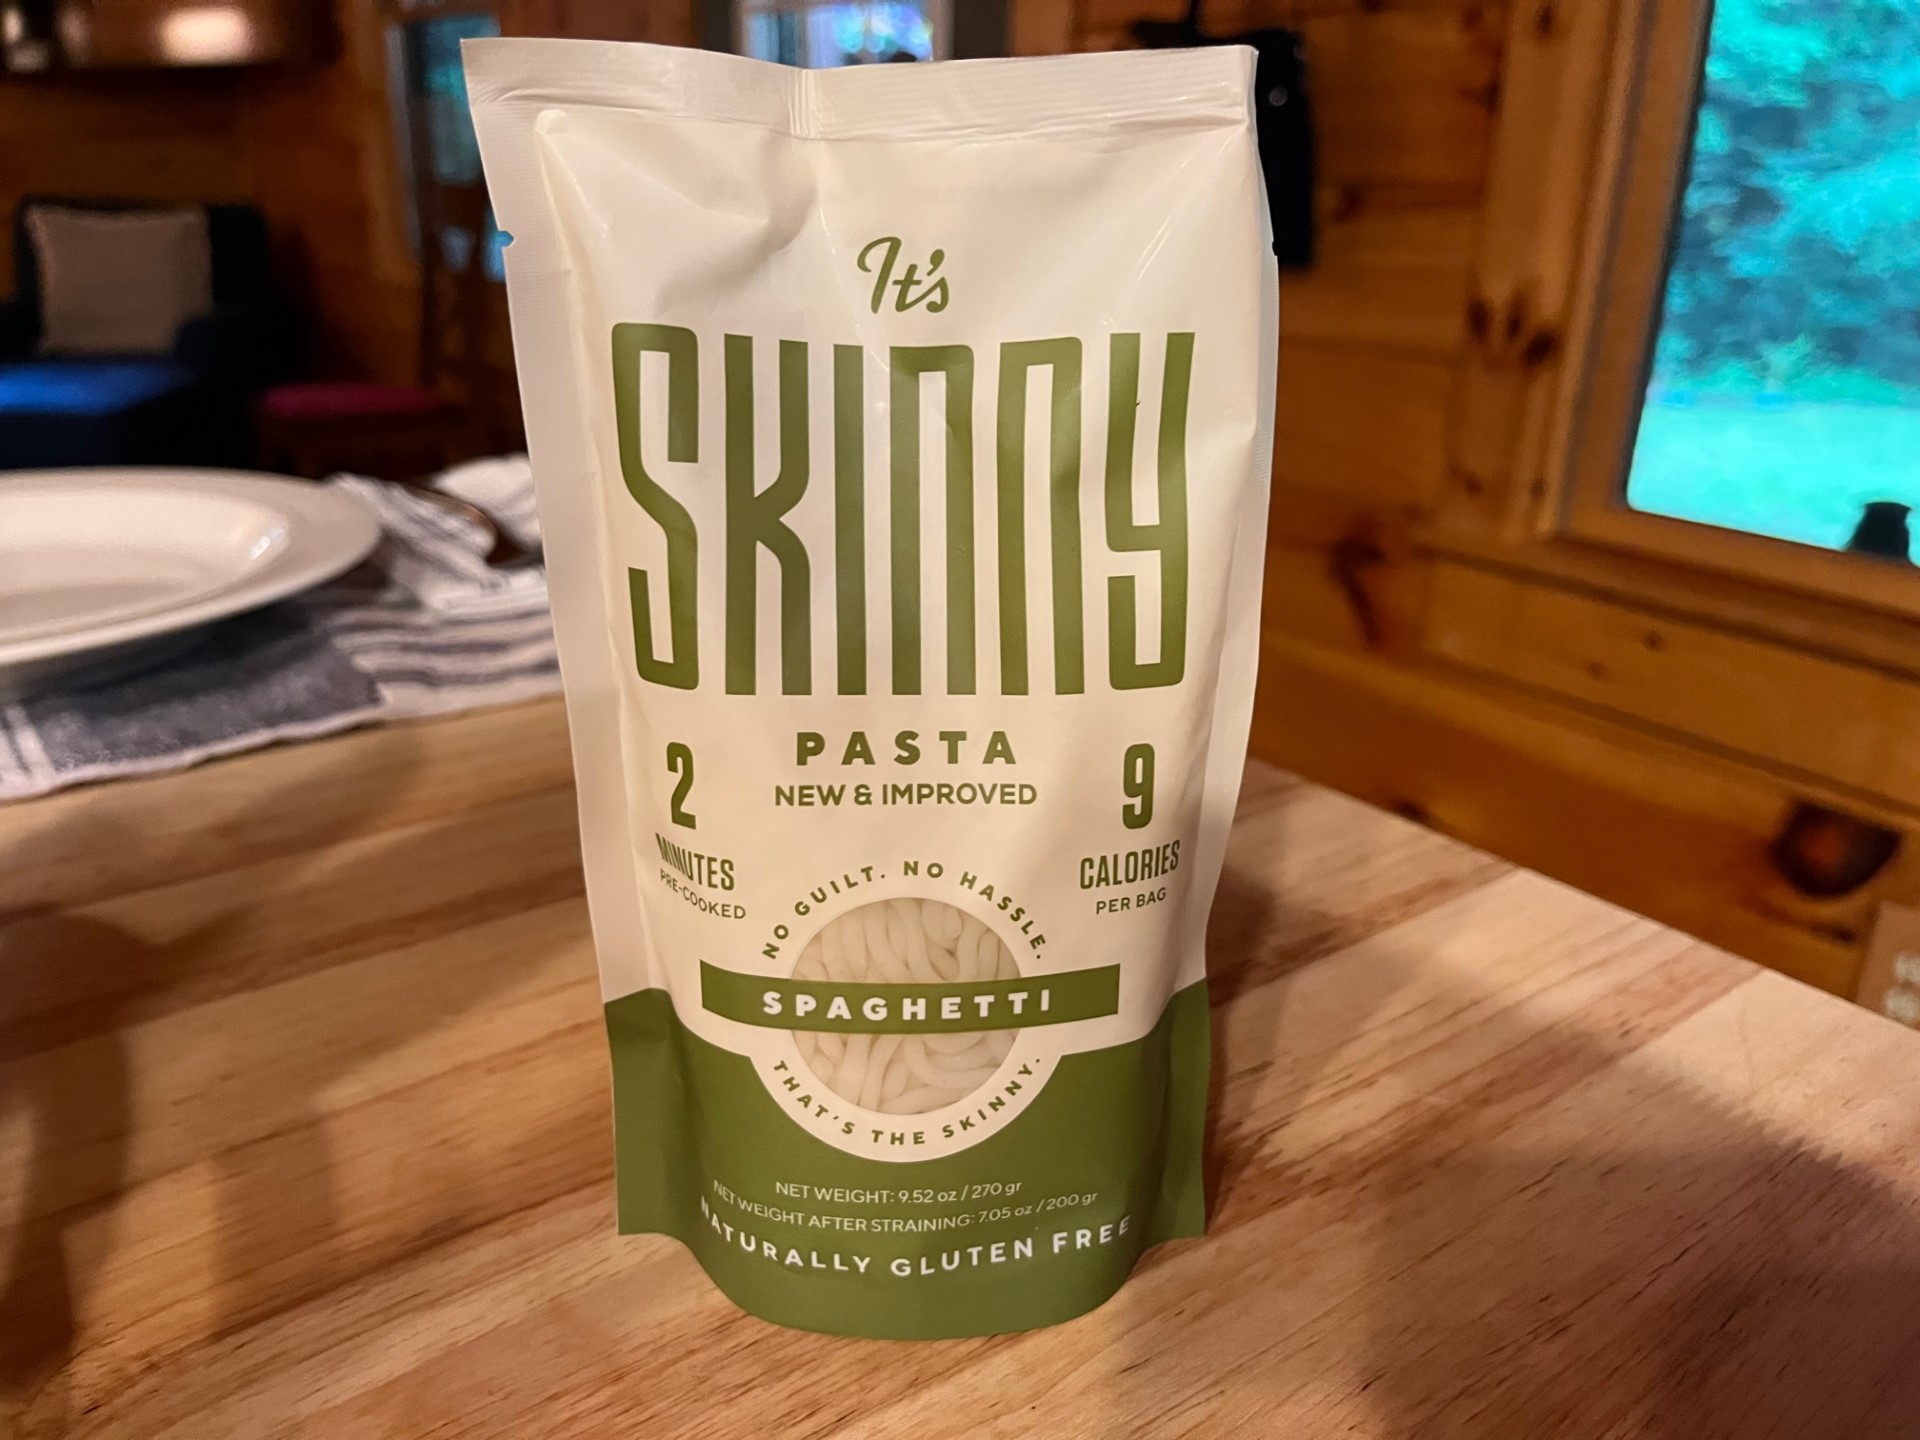 It's
SKINNY
PASTA
NEW & IMPROVED
2
MINUTES
PRE-COOKED
9
CALORIES
PER BAG
NO GUILT. NO HASSLE.
SPAGHETTI
THAT'S THE SKINNY.
NET WEIGHT: 9.52 oz / 270 gr
NET WEIGHT AFTER STRAINING: 7.05 oz / 200 gr
NATURALLY GLUTEN FREE